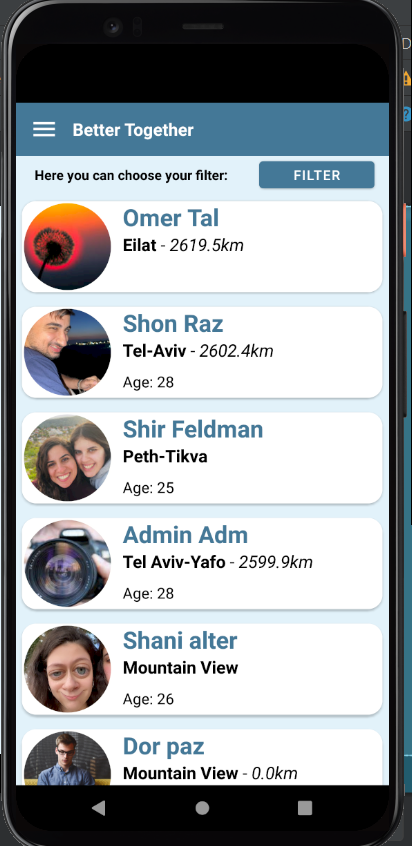 Better Together
Here you can choose your filter: FILTER
Omer Tal
Eilat - 2619.5km
Shon Raz
Tel-Aviv - 2602.4km
Age: 28
Shir Feldman
Peth-Tikva
Age: 25
Admin Adm
Tel Aviv-Yafo - 2599.9km
Age: 28
Shani alter
Mountain View
Age: 26
Dor paz
Mountain View - 0.0km